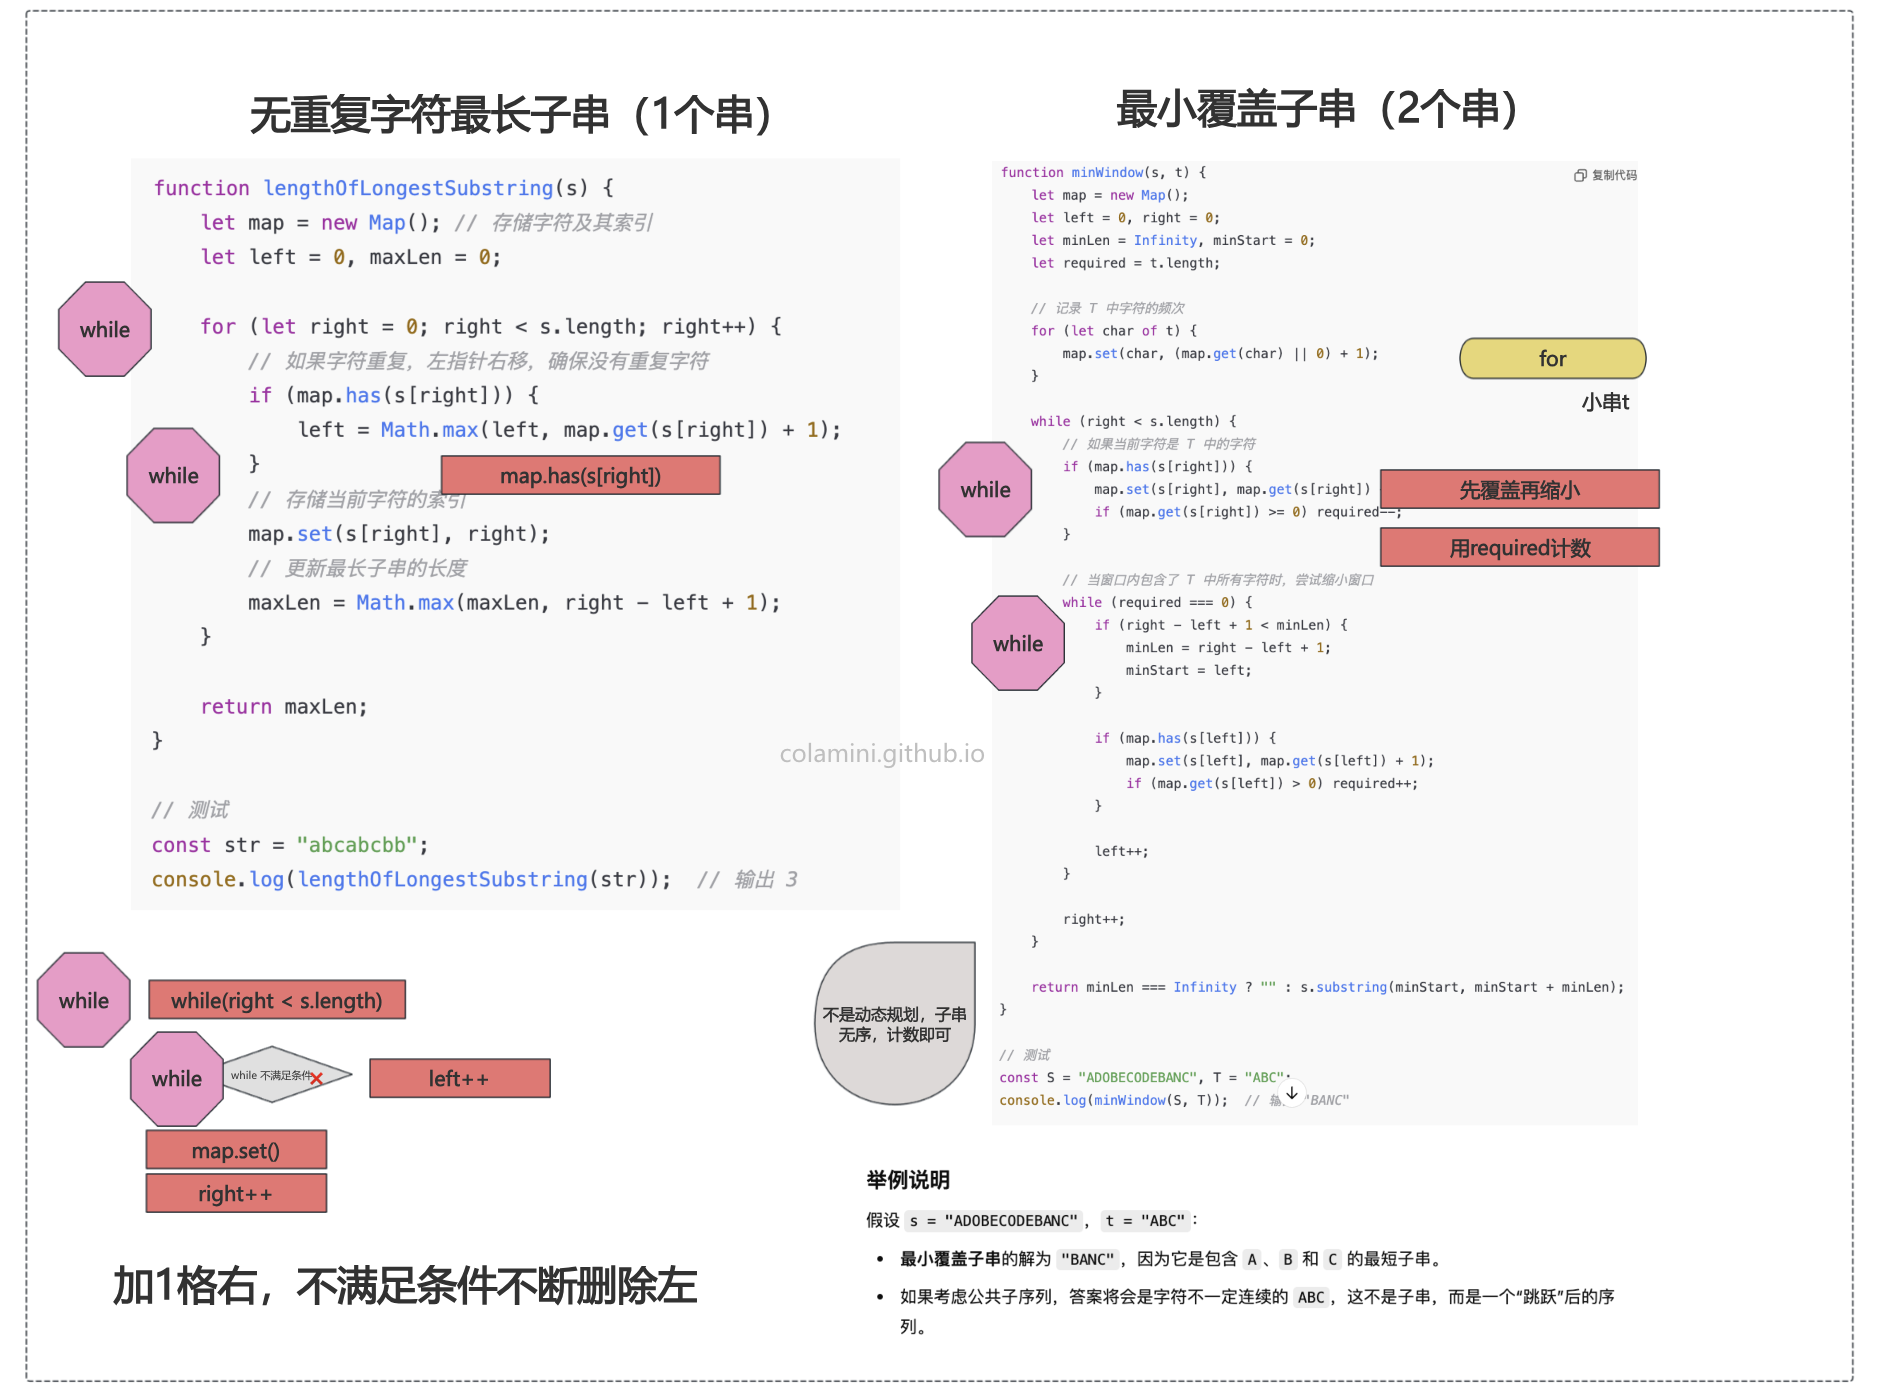 无重复字符最长子串（1个串）
function lengthOfLongestSubstring(s) {
let map = new Map(); // 存储字符及其索引
let left = 0, maxLen = 0;
while
for (let right = 0; right < s.length; right++) {
// 如果字符重复，左指针右移，确保没有重复字符
if (map.has(s[right])) {
left = Math.max(left, map.get(s[right]) + 1);
while
}
map.has(s[right])
// 存储当前字符的索引
map.set(s[right], right);
// 更新最长子串的长度
maxLen = Math.max(maxLen, right - left + 1);
}
return maxLen;
}
// 测试
const str = "abcabcbb";
console.log(lengthOfLongestSubstring(str)); // 输出 3
while
while(right < s.length)
while
while 不满足条件
left++
map.set()
right++
加1格右，不满足条件不断删除左
colamini.github.io
最小覆盖子串（2个串）
复制代码
function minWindow(s, t) {
let map = new Map();
let left = 0, right = 0;
let minLen = Infinity, minStart = 0;
let required = t.length;
// 记录 T 中字符的频次
for (let char of t) {
map.set(char, (map.get(char) || 0) + 1);
}
for
小串t
while (right < s.length) {
// 如果当前字符是 T 中的字符
while
if (map.has(s[right])) {
map.set(s[right], map.get(s[right])
先覆盖再缩小
if (map.get(s[right]) >= 0) required--;
}
用required计数
// 当窗口内包含了 T 中所有字符时，尝试缩小窗口
while (required === 0) {
while
if (right - left + 1 < minLen) {
minLen = right - left + 1;
minStart = left;
}
if (map.has(s[left])) {
map.set(s[left], map.get(s[left]) + 1);
if (map.get(s[left]) > 0) required++;
}
left++;
}
right++;
}
return minLen === Infinity ? "" : s.substring(minStart, minStart + minLen);
}
// 测试
const S = "ADOBECODEBANC", T = "ABC";
console.log(minWindow(S, T)); // 输 "BANC"
不是动态规划，子串
无序，计数即可
举例说明
假设 s = "ADOBECODEBANC"，t = "ABC"：
• 最小覆盖子串的解为 "BANC"，因为它是包含 A、B 和 C 的最短子串。
• 如果考虑公共子序列，答案将会是字符不一定连续的 ABC，这不是子串，而是一个“跳跃”后的序
列。